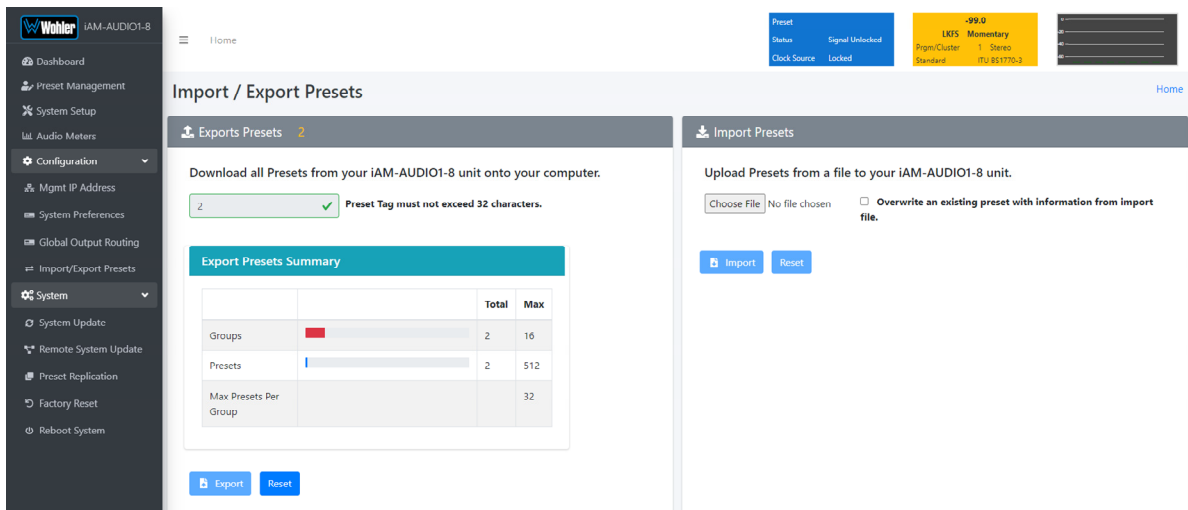 Wohler iAM-AUDIO1-8
Dashboard
Preset Management
System Setup
Audio Meters
Configuration
Mgmt IP Address
System Preferences
Global Output Routing
Import/Export Presets
System
System Update
Remote System Update
Preset Replication
Factory Reset
Reboot System
Home
Preset
Status Signal Unlocked
Clock Source Locked
-99.0
LKFS Momentary
Prgm/Cluster 1 Stereo
Standard ITU BS1770-3
Import / Export Presets
Home
Exports Presets 2
Download all Presets from your iAM-AUDIO1-8 unit onto your computer.
2
Preset Tag must not exceed 32 characters.
Export Presets Summary
Total Max
Groups 2 16
Presets 2 512
Max Presets Per
Group
32
Export Reset
Import Presets
Upload Presets from a file to your iAM-AUDIO1-8 unit.
Choose File No file chosen
Overwrite an existing preset with information from import
file.
Import Reset